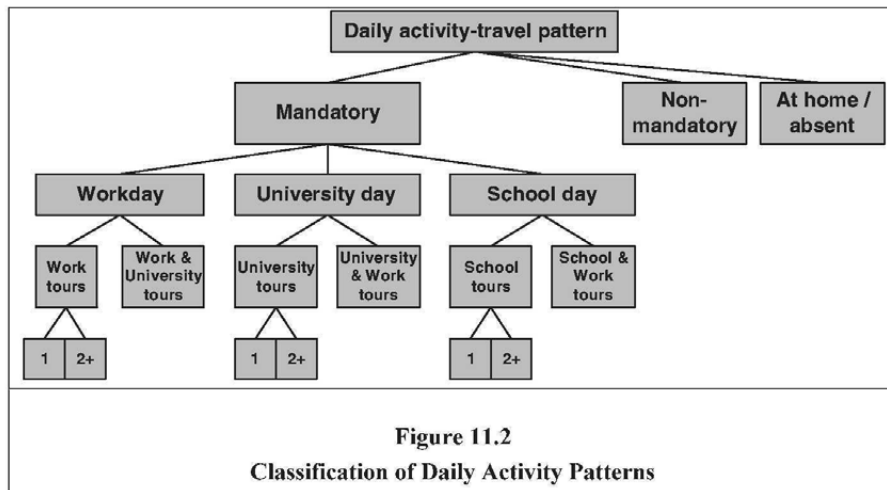 Daily activity-travel pattern
Mandatory
Non-
mandatory
At home /
absent
Workday
University day
School day
Work
tours
Work &
University
tours
University
tours
University
& Work
tours
School
tours
School &
Work
tours
1
2+
1
2+
1
2+
Figure 11.2
Classification of Daily Activity Patterns